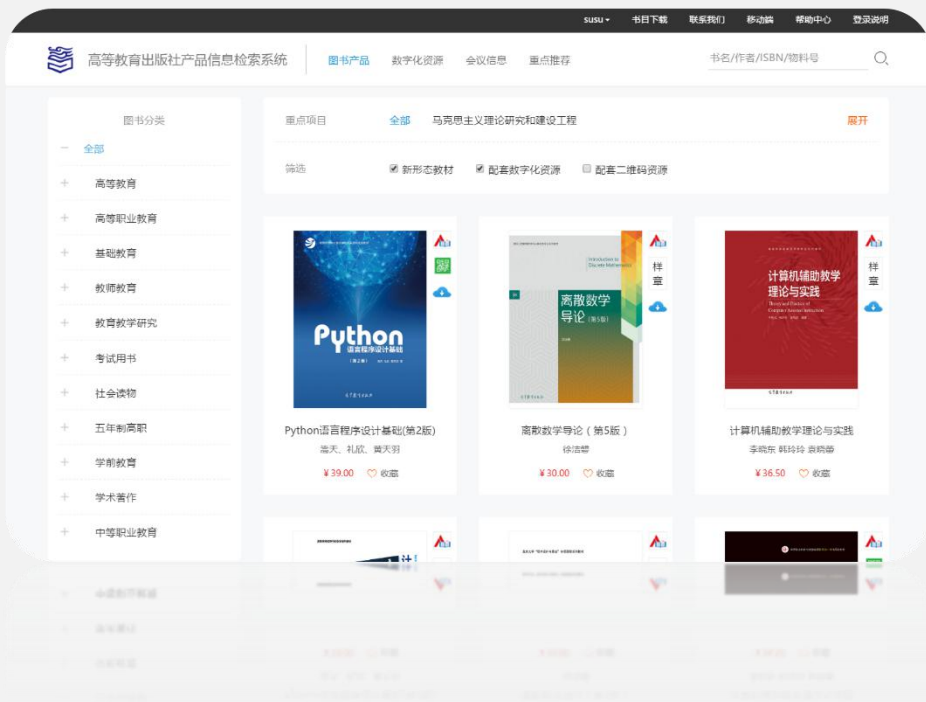 susu 书目下载 联系我们 移动端 帮助中心 登录说明
高等教育出版社产品信息检索系统 图书产品 数字化资源 会议信息 重点推荐 书名/作者/ISBN/物料号
图书分类
全部
高等教育
高等职业教育
基础教育
教师教育
教育教学研究
考试用书
社会读物
五年制高职
学前教育
学术著作
中等职业教育
重点项目 全部 马克思主义理论研究和建设工程 展开
筛选 新形态教材 配套数字化资源 配套二维码资源
Python
语言程序设计基础
(第2版)
Python语言程序设计基础(第2版)
嵩天、礼欣、黄天羽
¥39.00 收藏
样章
离散数学
导论(第5版)
离散数学导论(第5版)
徐洁磐
¥30.00 收藏
样章
计算机辅助教学
理论与实践
计算机辅助教学理论与实践
李晓东 韩玲玲
¥36.50 收藏